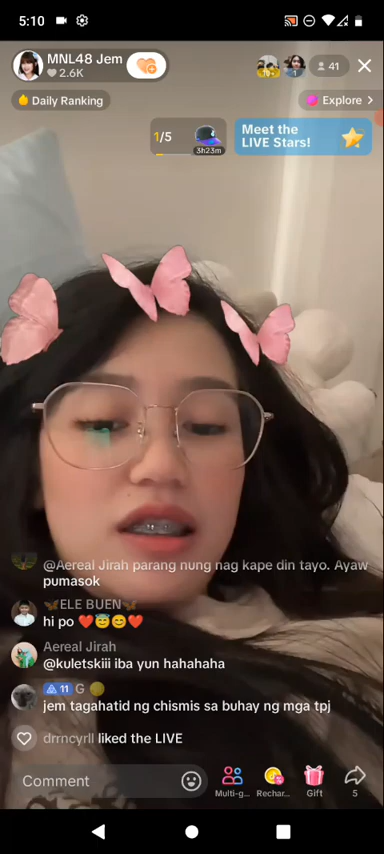 5:10
MNL48 Jem
2.6K
10+
1
41
Daily Ranking
Explore >
1/5
3h23m
Meet the
LIVE Stars!
@Aereal Jirah parang nung nag kape din tayo. Ayaw
pumasok
🦋ELE BUEN🦋
hi po ❤️😇😊❤️
Aereal Jirah
@kuletskiii iba yun hahahaha
11 G
jem tagahatid ng chismis sa buhay ng mga tpj
drrncyrll liked the LIVE
Comment
Multi-g...
Rechar...
Gift
5